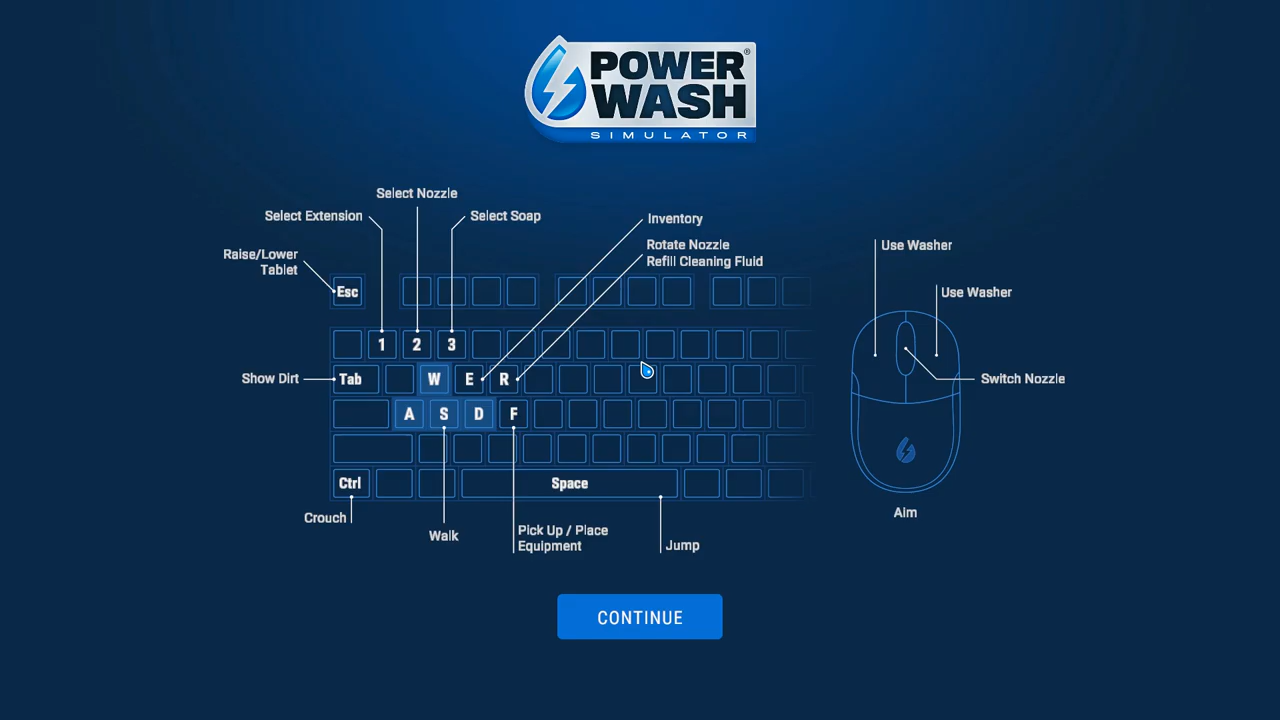 POWER®
WASH
SIMULATOR
Select Nozzle
Select Extension
Select Soap
Inventory
Rotate Nozzle
Refill Cleaning Fluid
Raise/Lower
Tablet
Use Washer
Use Washer
Esc
1 2 3
Show Dirt
Tab W E R
Switch Nozzle
A S D F
Ctrl Space
Crouch
Walk
Pick Up / Place
Equipment
Jump
Aim
CONTINUE